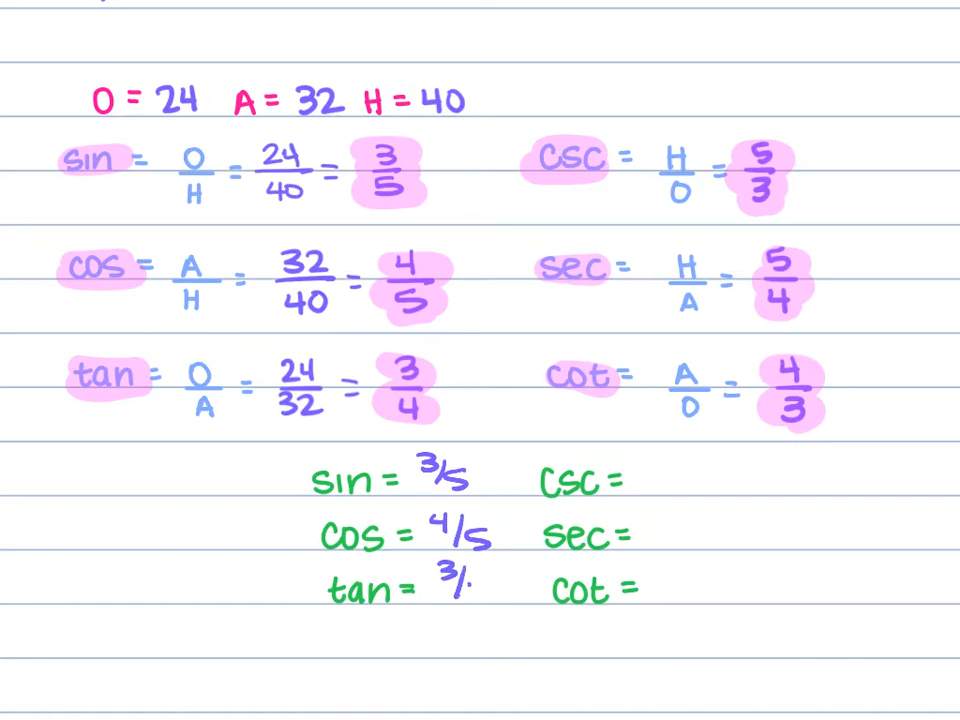 O = 24 A = 32 H = 40
sin = O/H = 24/40 = 3/5 csc = H/O = 5/3
cos = A/H = 32/40 = 4/5 sec = H/A = 5/4
tan = O/A = 24/32 = 3/4 cot = A/O = 4/3
sin = 3/5 csc =
cos = 4/5 sec =
tan = 3/ cot =